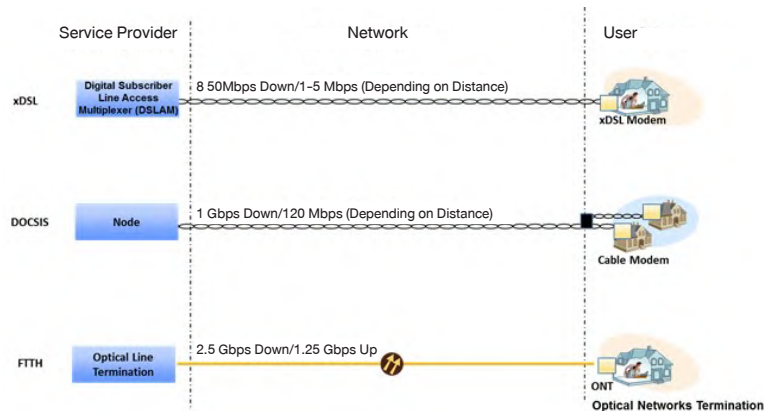 Service Provider
Network
User
xDSL
Digital Subscriber
Line Access
Multiplexer (DSLAM)
8 50Mbps Down/1–5 Mbps (Depending on Distance)
xDSL Modem
DOCSIS
Node
1 Gbps Down/120 Mbps (Depending on Distance)
Cable Modem
FTTH
Optical Line
Termination
2.5 Gbps Down/1.25 Gbps Up
ONT
Optical Networks Termination